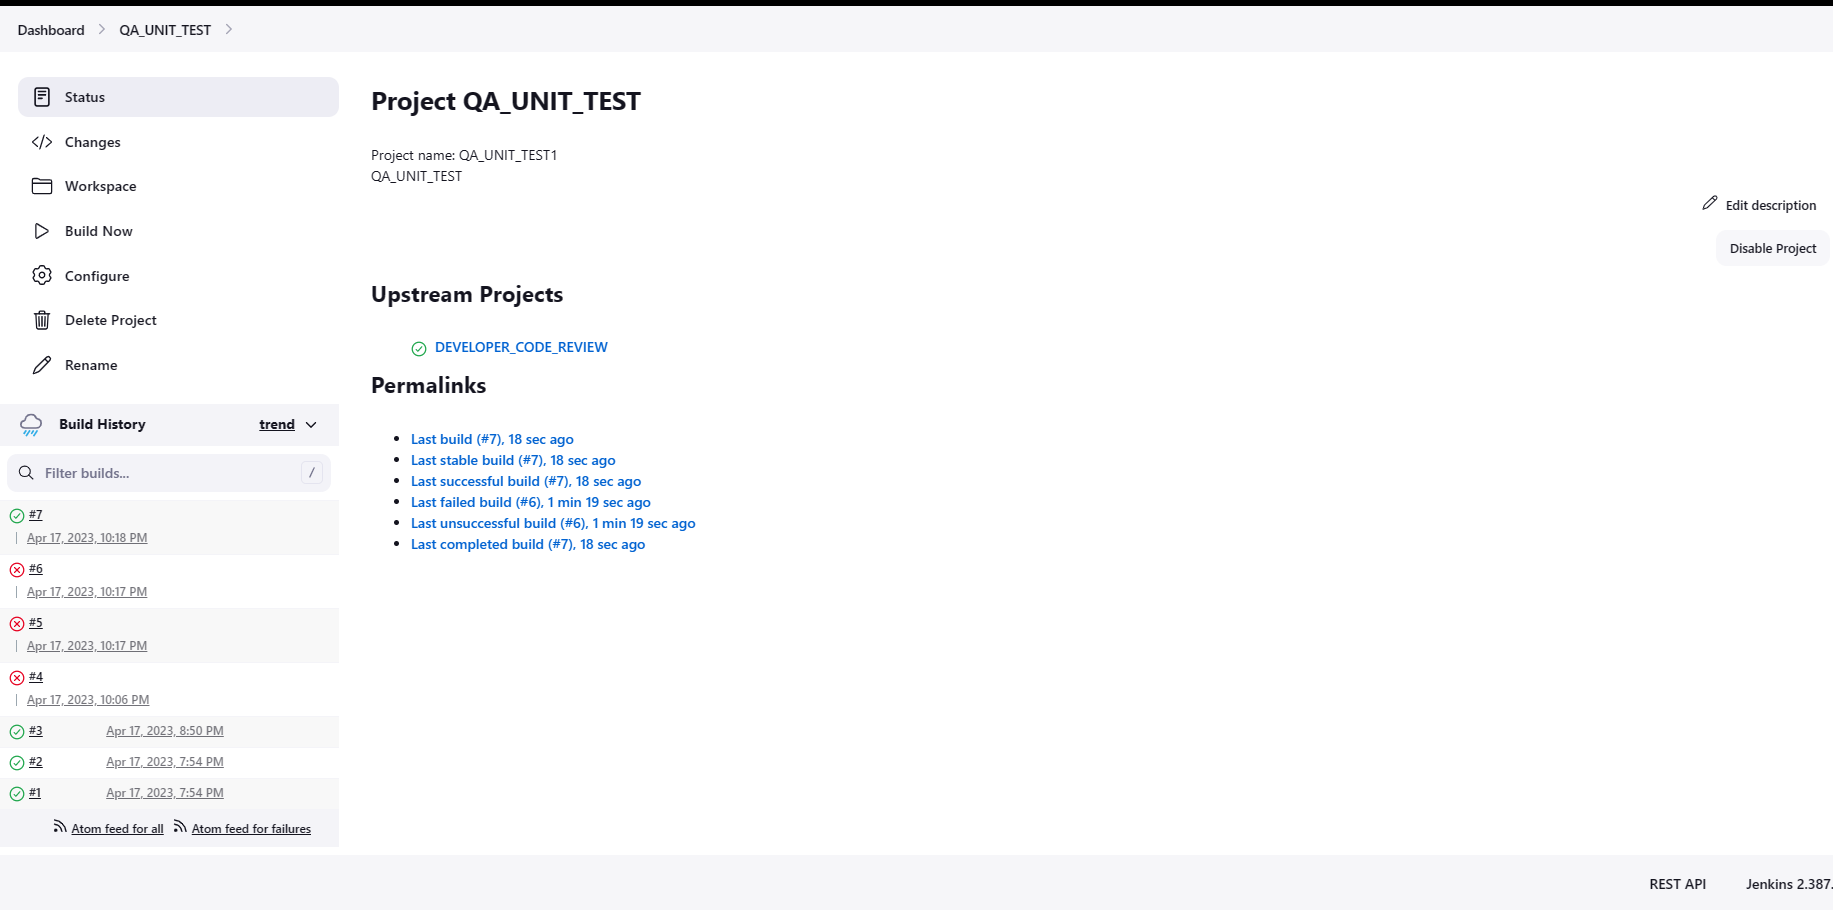 Dashboard
QA_UNIT_TEST
Status
Changes
Workspace
Build Now
Configure
Delete Project
Rename
Build History
trend
Filter builds...
/
#7
Apr 17, 2023, 10:18 PM
#6
Apr 17, 2023, 10:17 PM
#5
Apr 17, 2023, 10:17 PM
#4
Apr 17, 2023, 10:06 PM
#3 Apr 17, 2023, 8:50 PM
#2 Apr 17, 2023, 7:54 PM
#1 Apr 17, 2023, 7:54 PM
Atom feed for all Atom feed for failures
Project QA_UNIT_TEST
Project name: QA_UNIT_TEST1
QA_UNIT_TEST
Edit description
Disable Project
Upstream Projects
DEVELOPER_CODE_REVIEW
Permalinks
Last build (#7), 18 sec ago
Last stable build (#7), 18 sec ago
Last successful build (#7), 18 sec ago
Last failed build (#6), 1 min 19 sec ago
Last unsuccessful build (#6), 1 min 19 sec ago
Last completed build (#7), 18 sec ago
REST API Jenkins 2.387.